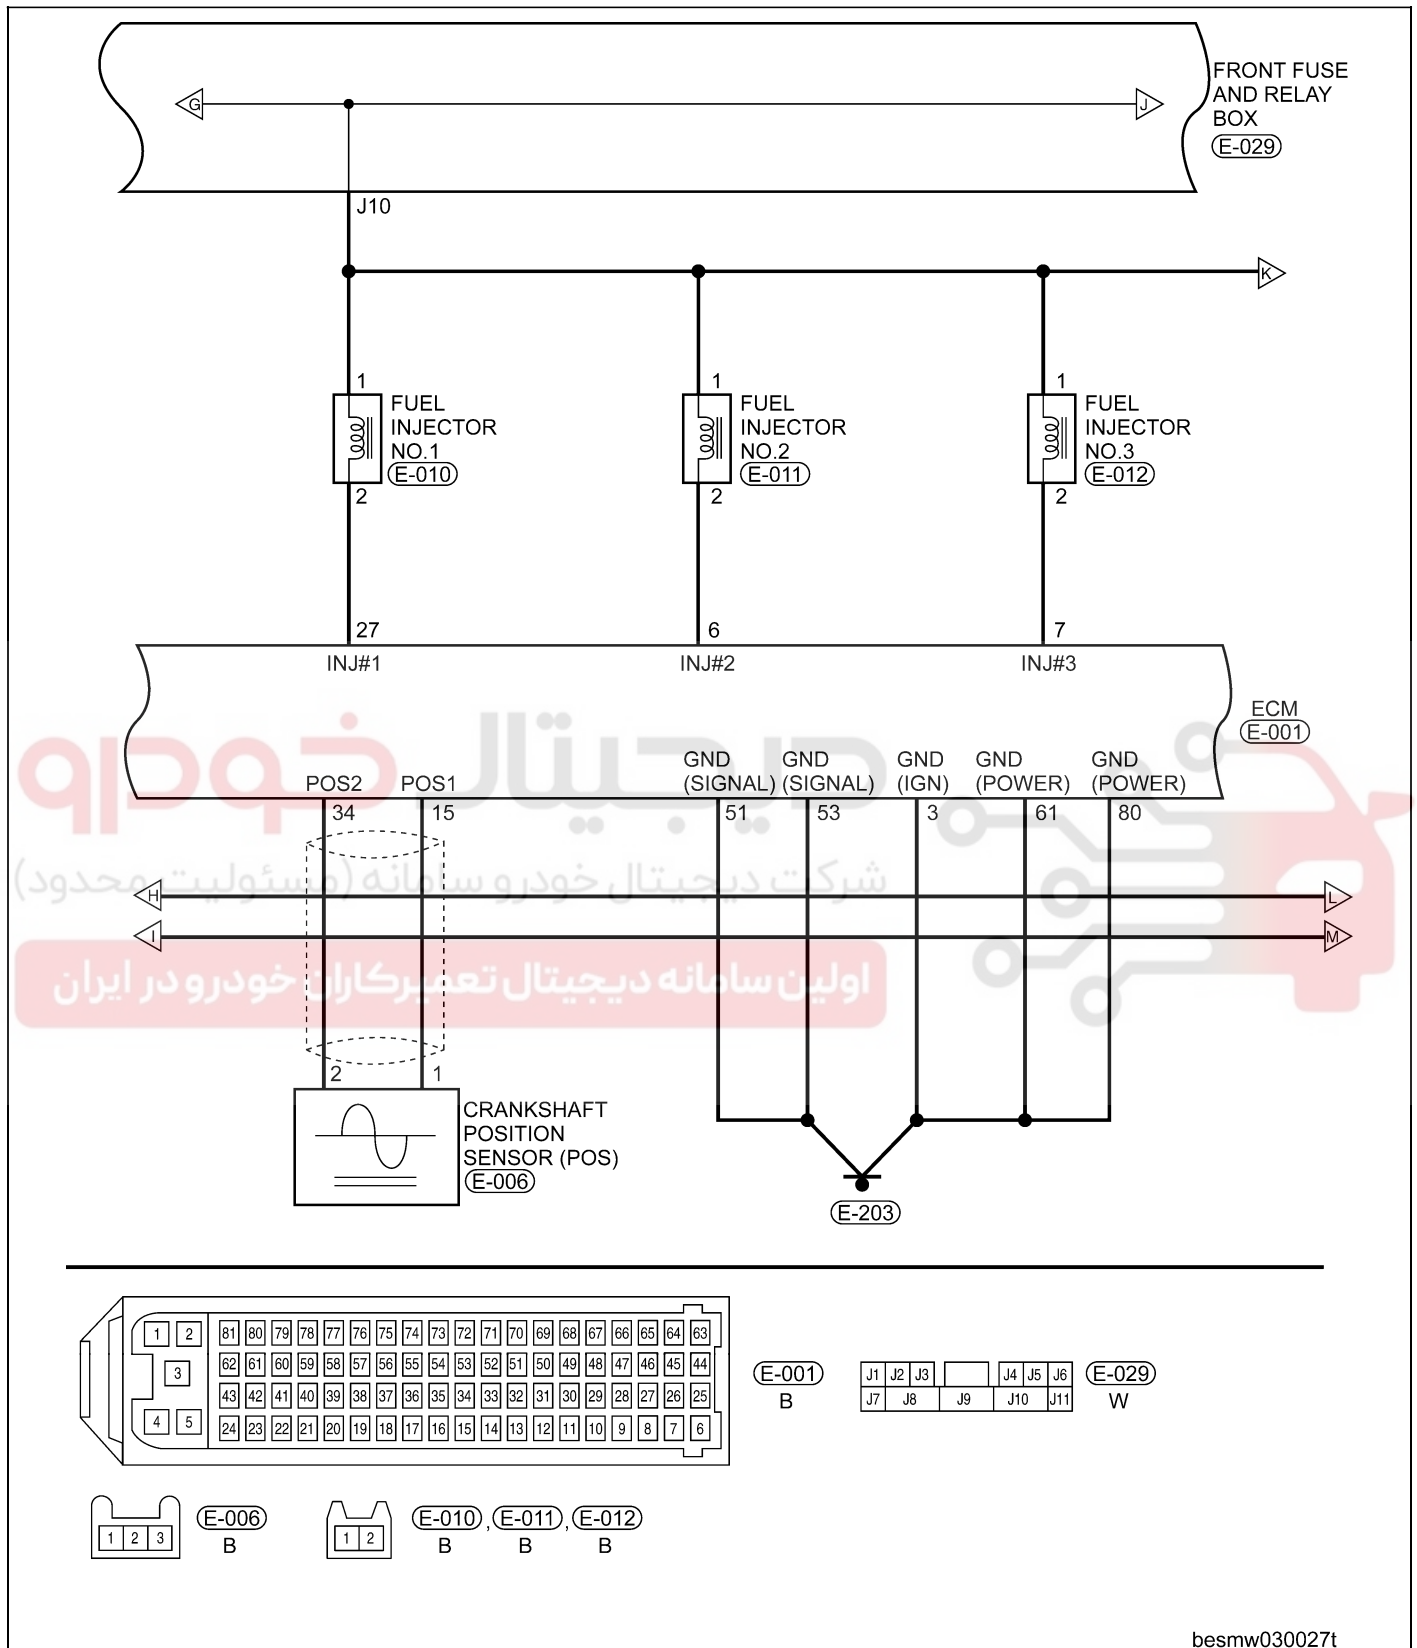 G
J
FRONT FUSE
AND RELAY
BOX
E-029
J10
K
1
FUEL
INJECTOR
NO.1
E-010
2
1
FUEL
INJECTOR
NO.2
E-011
2
1
FUEL
INJECTOR
NO.3
E-012
2
27
6
7
INJ#1
INJ#2
INJ#3
ECM
E-001
دیجیتال خودرو
POS2
POS1
GND
(SIGNAL)
GND
(SIGNAL)
GND
(IGN)
GND
(POWER)
GND
(POWER)
34
15
51
53
3
61
80
شرکت دیجیتال خودرو سامانه (مسئولیت محدود)
H
L
I
M
اولین سامانه دیجیتال تعمیرکاران خودرو در ایران
2
1
CRANKSHAFT
POSITION
SENSOR (POS)
E-006
E-203
1 2
3
4 5
81 80 79 78 77 76 75 74 73 72 71 70 69 68 67 66 65 64 63
62 61 60 59 58 57 56 55 54 53 52 51 50 49 48 47 46 45 44
43 42 41 40 39 38 37 36 35 34 33 32 31 30 29 28 27 26 25
24 23 22 21 20 19 18 17 16 15 14 13 12 11 10 9 8 7 6
E-001
B
J1 J2 J3 J4 J5 J6
J7 J8 J9 J10 J11
E-029
W
1 2 3
E-006
B
1 2
E-010 , E-011 , E-012
B B B
besmw030027t